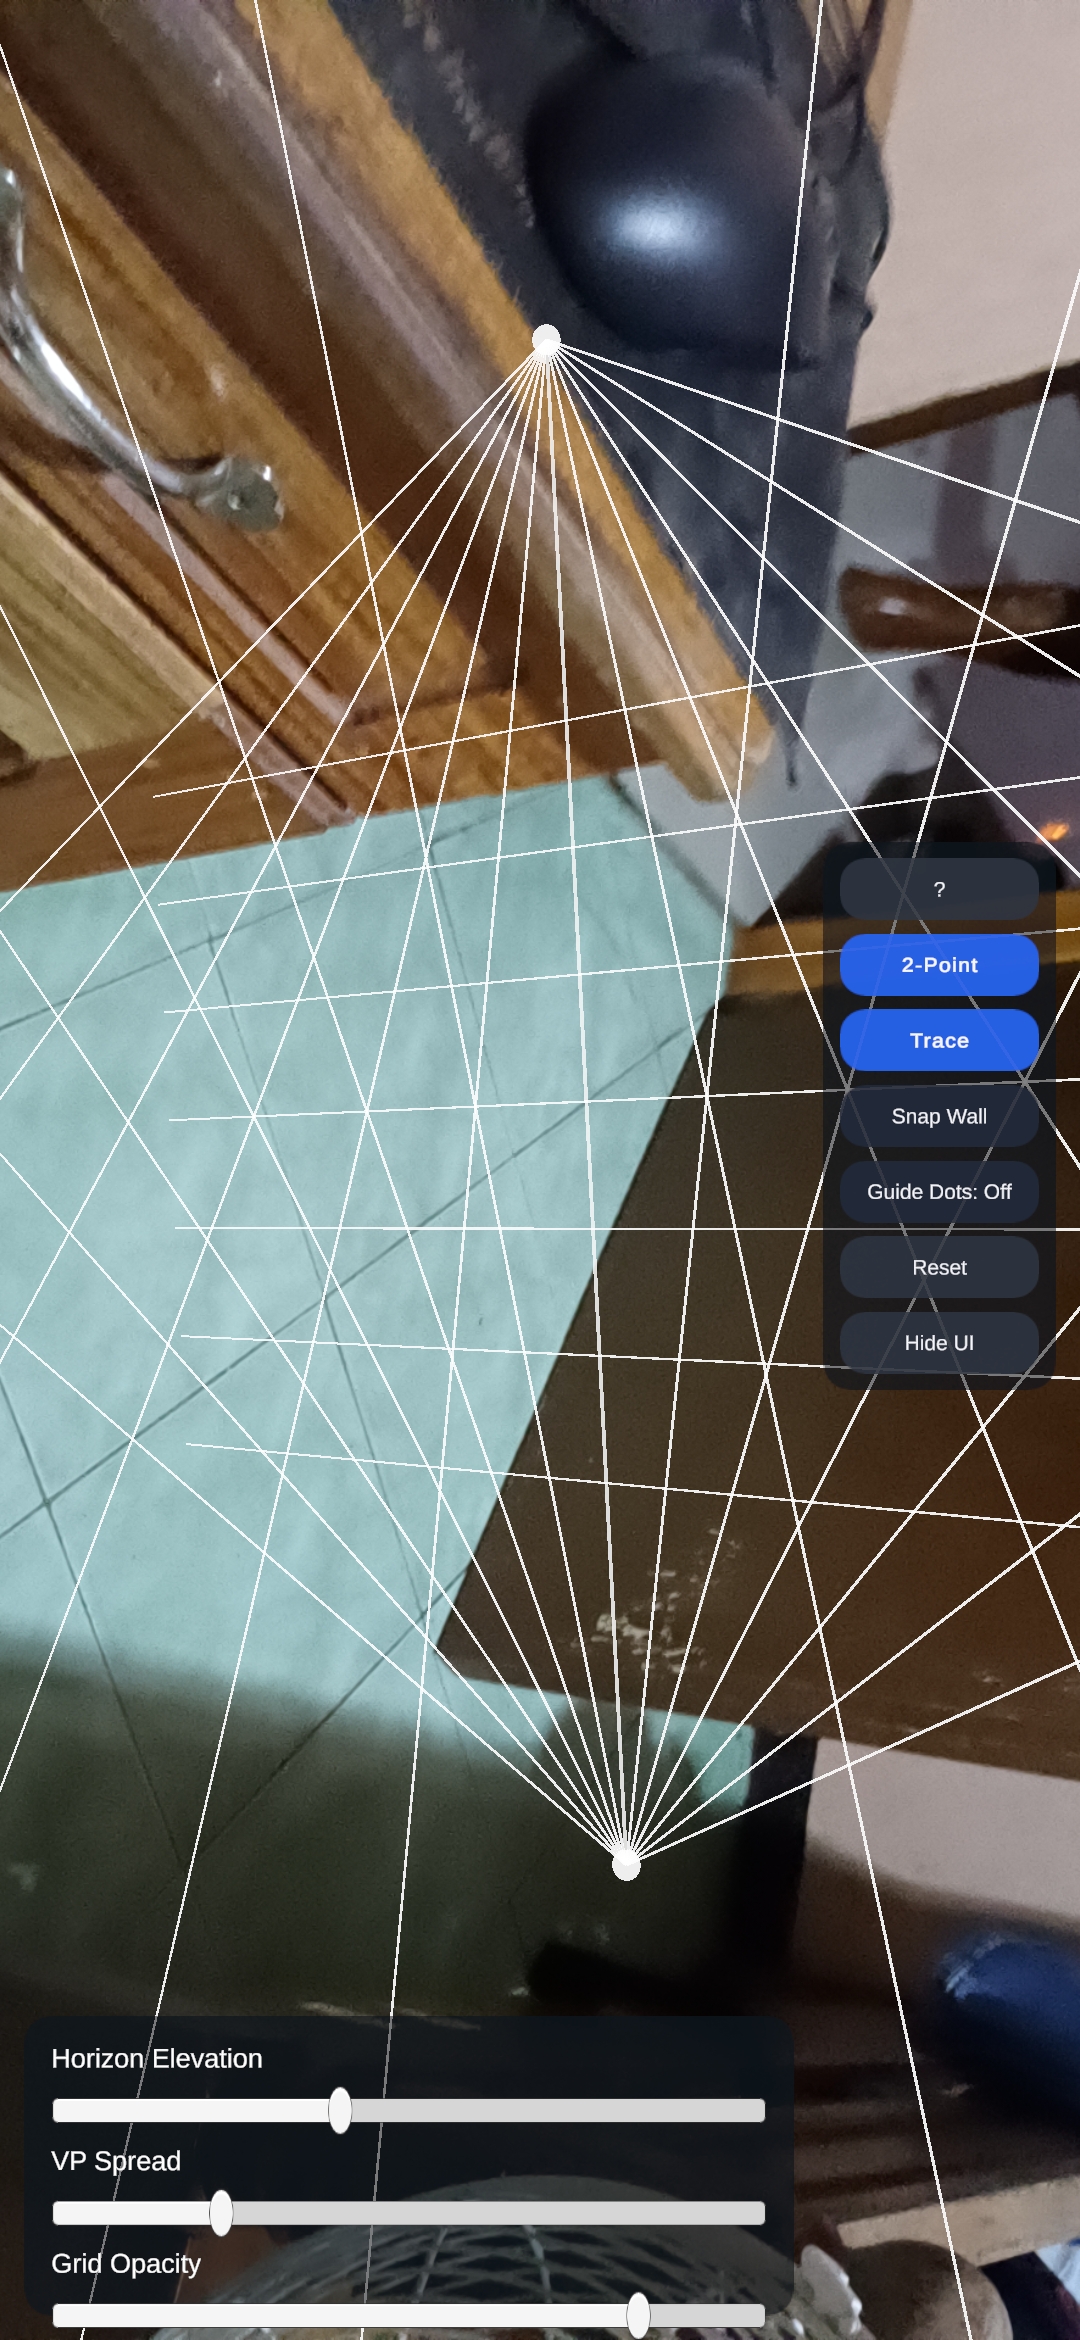 ?
2-Point
Trace
Snap Wall
Guide Dots: Off
Reset
Hide UI
Horizon Elevation
VP Spread
Grid Opacity